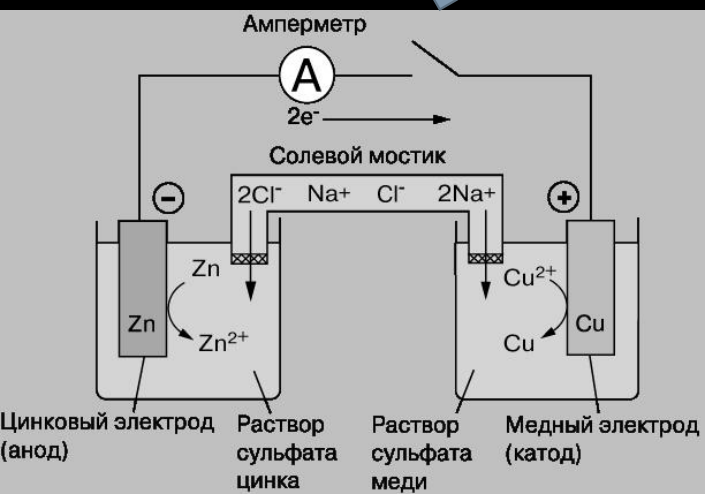 Амперметр
A
2e⁻
Солевой мостик
2Cl⁻ Na+ Cl⁻ 2Na+
− +
Zn Cu²⁺
Zn Cu
Zn²⁺ Cu
Цинковый электрод
(анод)
Раствор
сульфата
цинка
Раствор
сульфата
меди
Медный электрод
(катод)